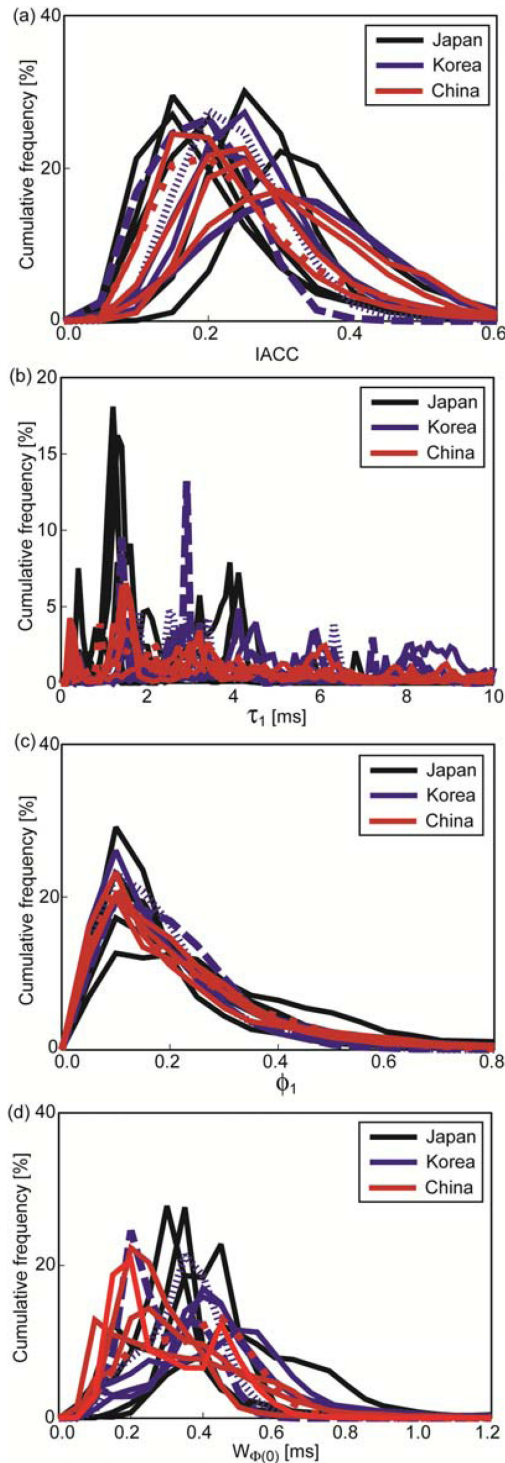 (a)
40
20
0
Cumulative frequency [%]
Japan
Korea
China
0.0 0.2 0.4 0.6
IACC
(b)
20
15
10
5
0
Cumulative frequency [%]
Japan
Korea
China
0 2 4 6 8 10
τ1 [ms]
(c)
40
20
0
Cumulative frequency [%]
Japan
Korea
China
0.0 0.2 0.4 0.6 0.8
ϕ1
(d)
40
20
0
Cumulative frequency [%]
Japan
Korea
China
0.0 0.2 0.4 0.6 0.8 1.0 1.2
WΦ(0) [ms]